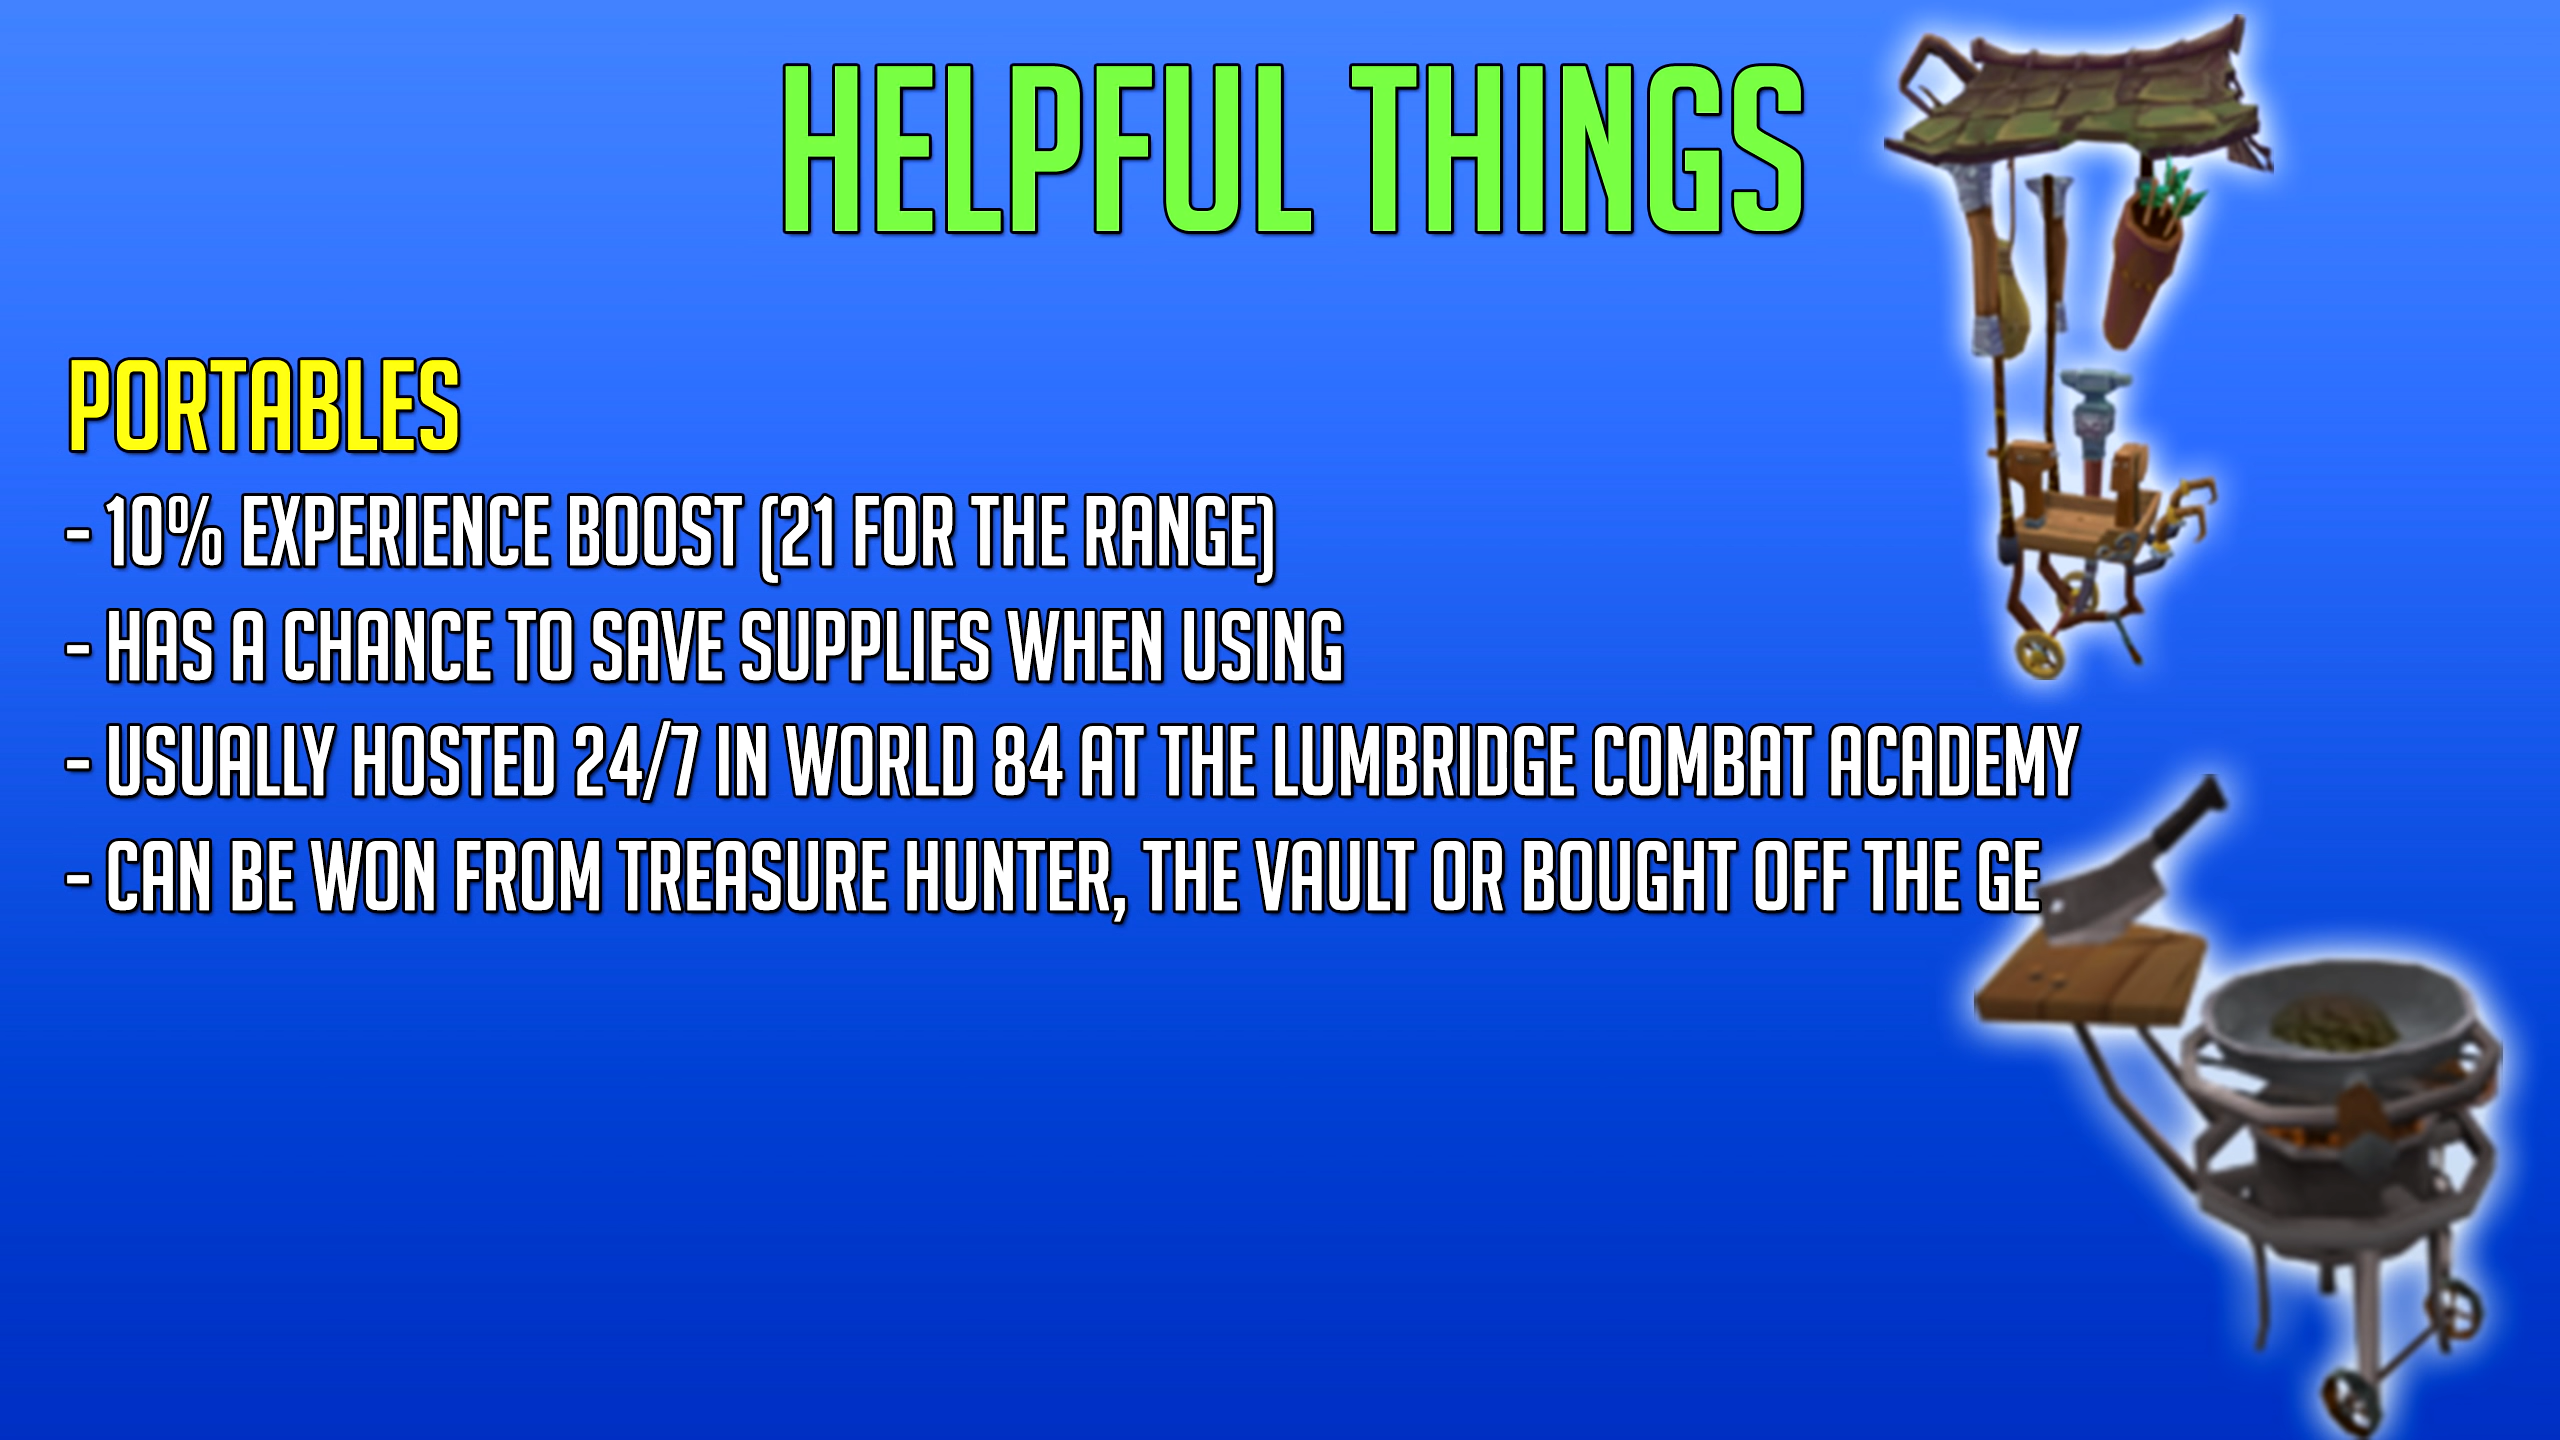 HELPFUL THINGS
PORTABLES
- 10% EXPERIENCE BOOST (21 FOR THE RANGE)
- HAS A CHANCE TO SAVE SUPPLIES WHEN USING
- USUALLY HOSTED 24/7 IN WORLD 84 AT THE LUMBRIDGE COMBAT ACADEMY
- CAN BE WON FROM TREASURE HUNTER, THE VAULT OR BOUGHT OFF THE GE